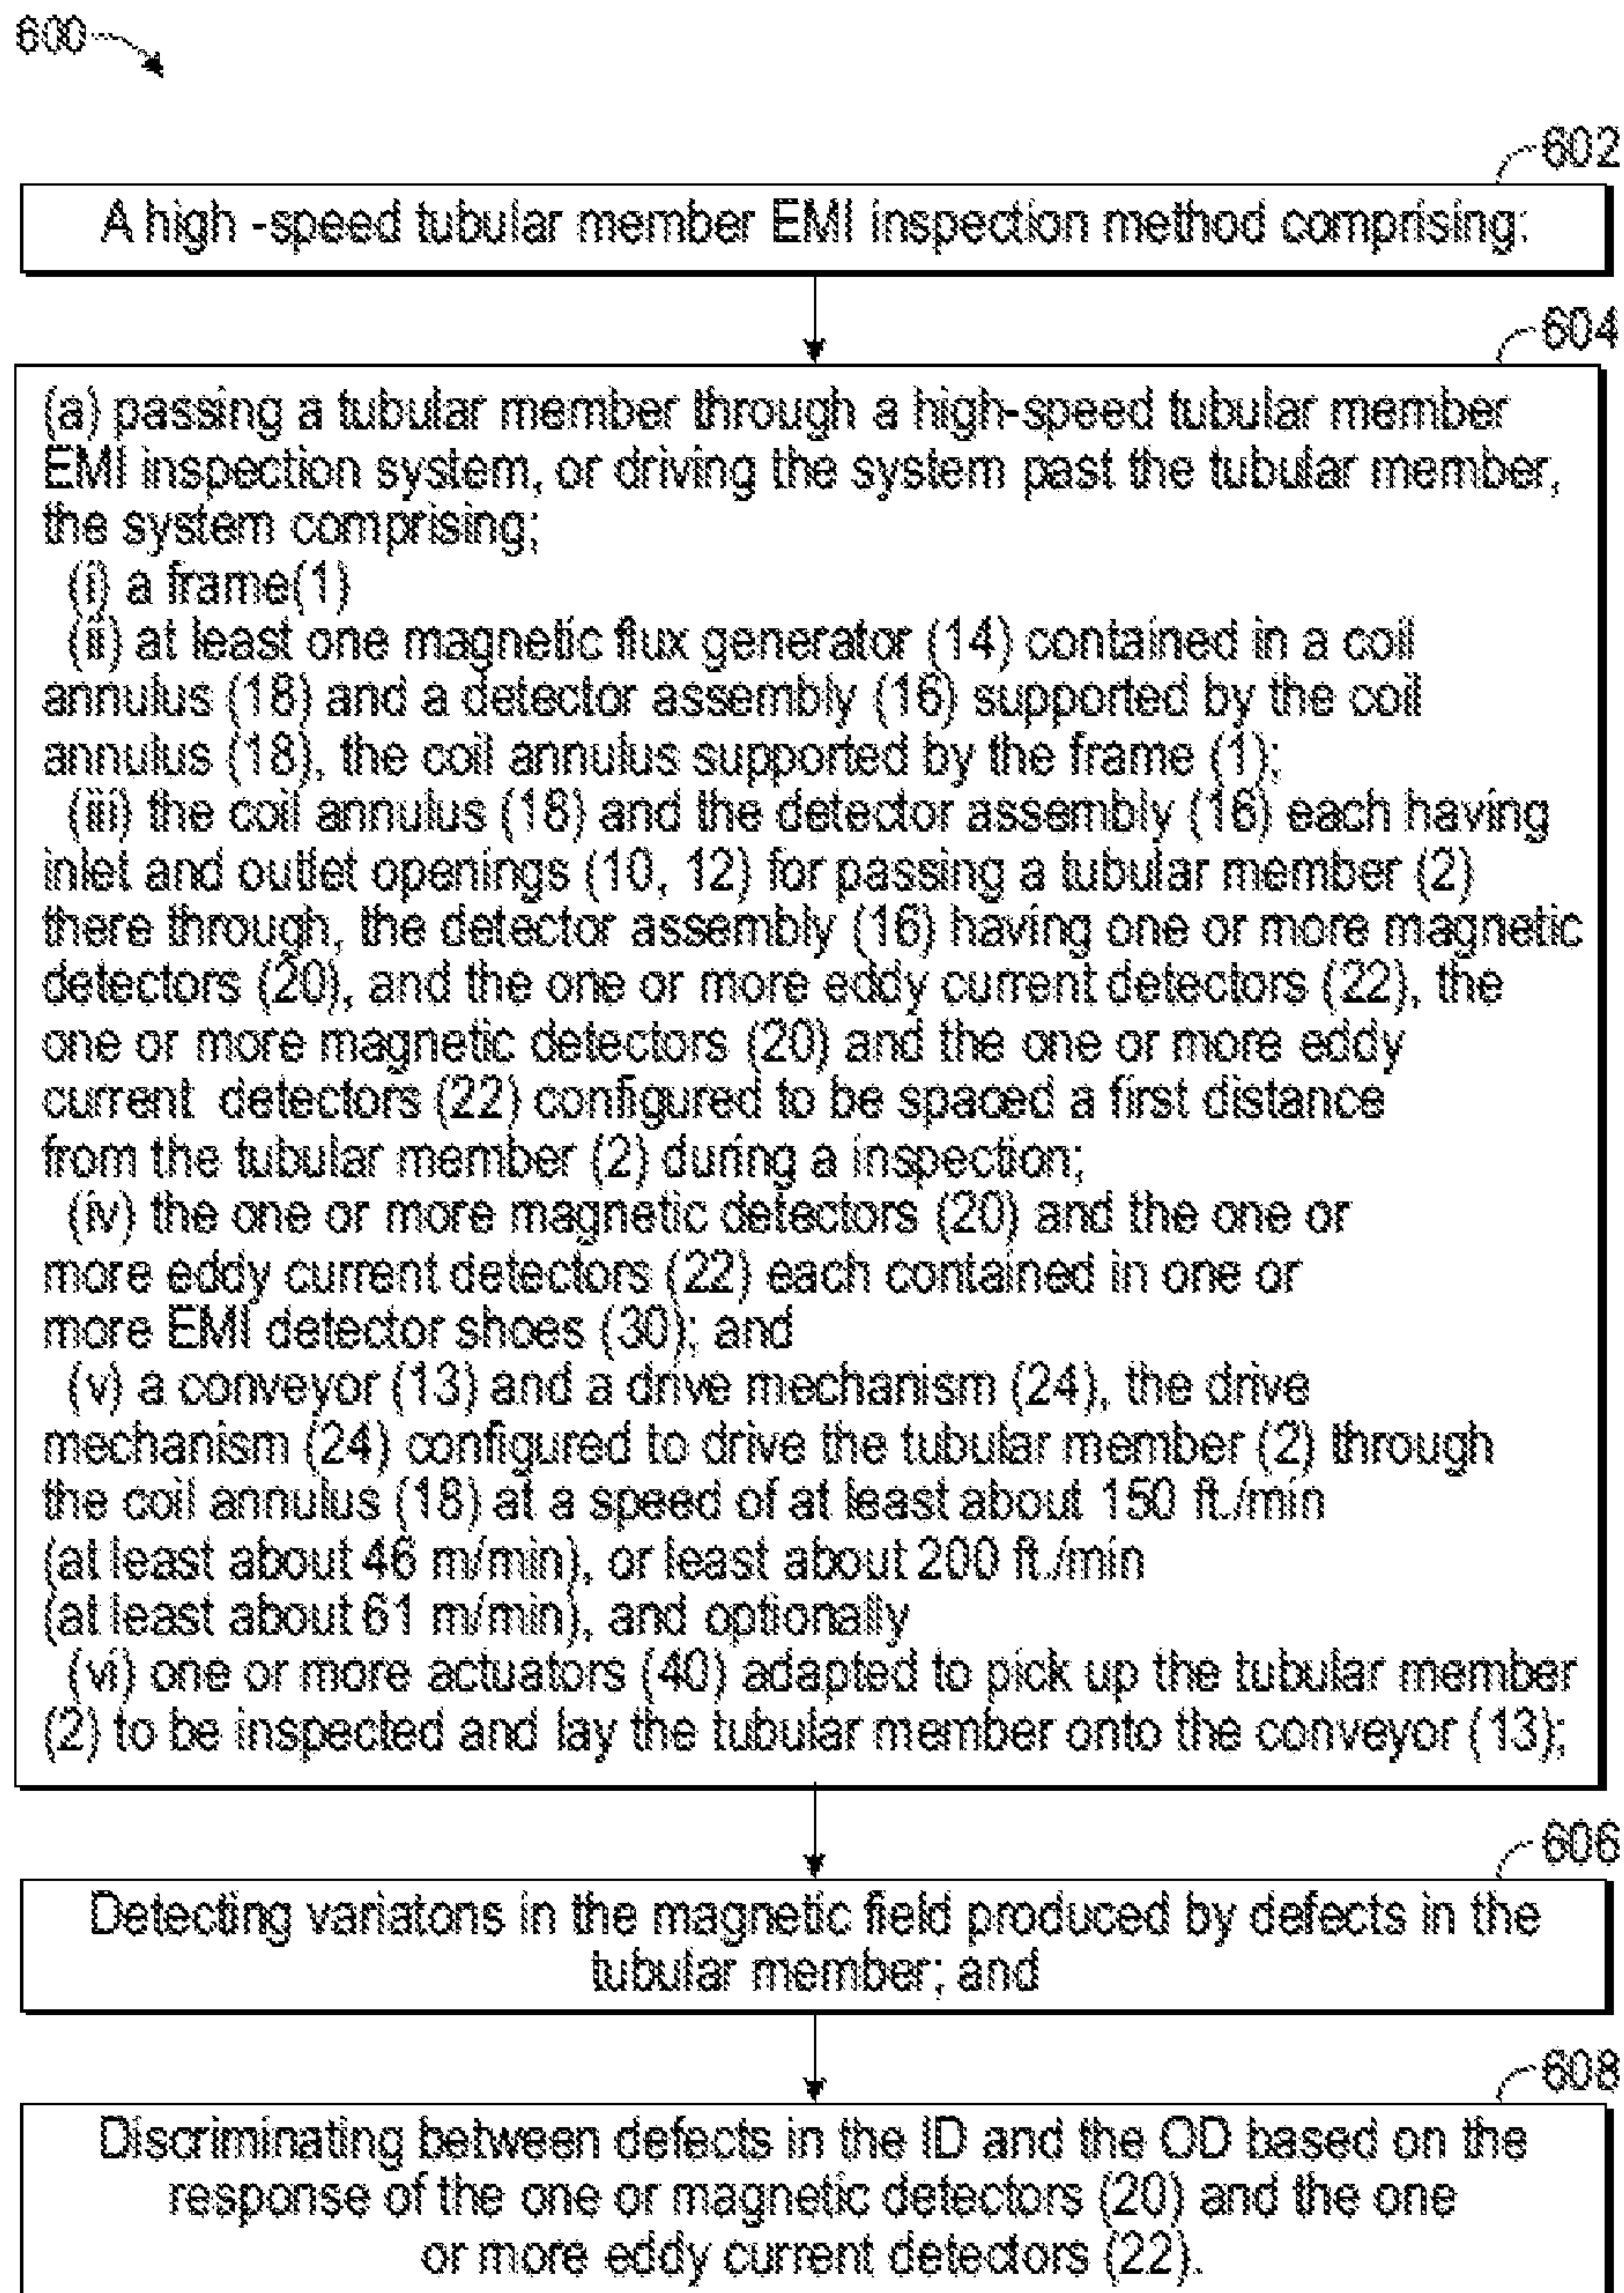 600
602
A high -speed tubular member EMI inspection method comprising:
604
(a) passing a tubular member through a high-speed tubular member
EMI inspection system, or driving the system past the tubular member,
the system comprising;
(i) a frame(1)
(ii) at least one magnetic flux generator (14) contained in a coil
annulus (18) and a detector assembly (16) supported by the coil
annulus (18), the coil annulus supported by the frame (1);
(iii) the coil annulus (18) and the detector assembly (16) each having
inlet and outlet openings (10, 12) for passing a tubular member (2)
there through, the detector assembly (16) having one or more magnetic
detectors (20), and the one or more eddy current detectors (22), the
one or more magnetic detectors (20) and the one or more eddy
current detectors (22) configured to be spaced a first distance
from the tubular member (2) during a inspection;
(iv) the one or more magnetic detectors (20) and the one or
more eddy current detectors (22) each contained in one or
more EMI detector shoes (30); and
(v) a conveyor (13) and a drive mechanism (24), the drive
mechanism (24) configured to drive the tubular member (2) through
the coil annulus (18) at a speed of at least about 150 ft./min
(at least about 46 m/min), or least about 200 ft./min
(at least about 61 m/min), and optionally
(vi) one or more actuators (40) adapted to pick up the tubular member
(2) to be inspected and lay the tubular member onto the conveyor (13);
606
Detecting variatons in the magnetic field produced by defects in the
tubular member; and
608
Discriminating between defects in the ID and the OD based on the
response of the one or magnetic detectors (20) and the one
or more eddy current detectors (22).